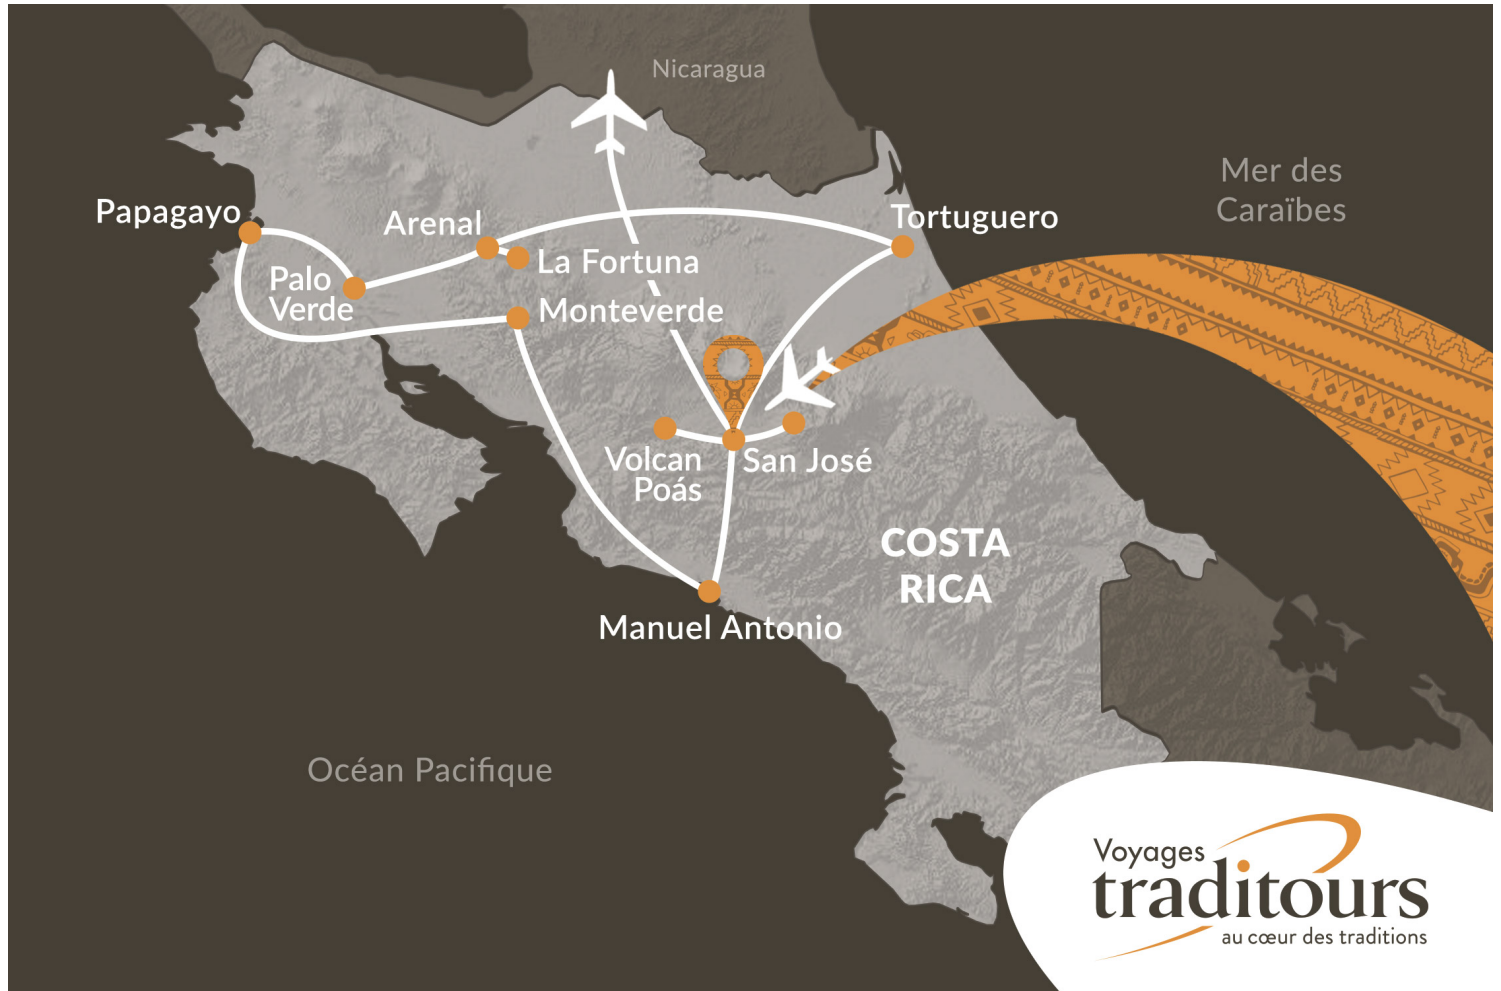 Nicaragua
Mer des
Caraïbes
Papagayo
Arenal
Tortuguero
La Fortuna
Palo
Verde
Monteverde
Volcan
Poás
San José
COSTA
RICA
Manuel Antonio
Océan Pacifique
Voyages
traditours
au cœur des traditions